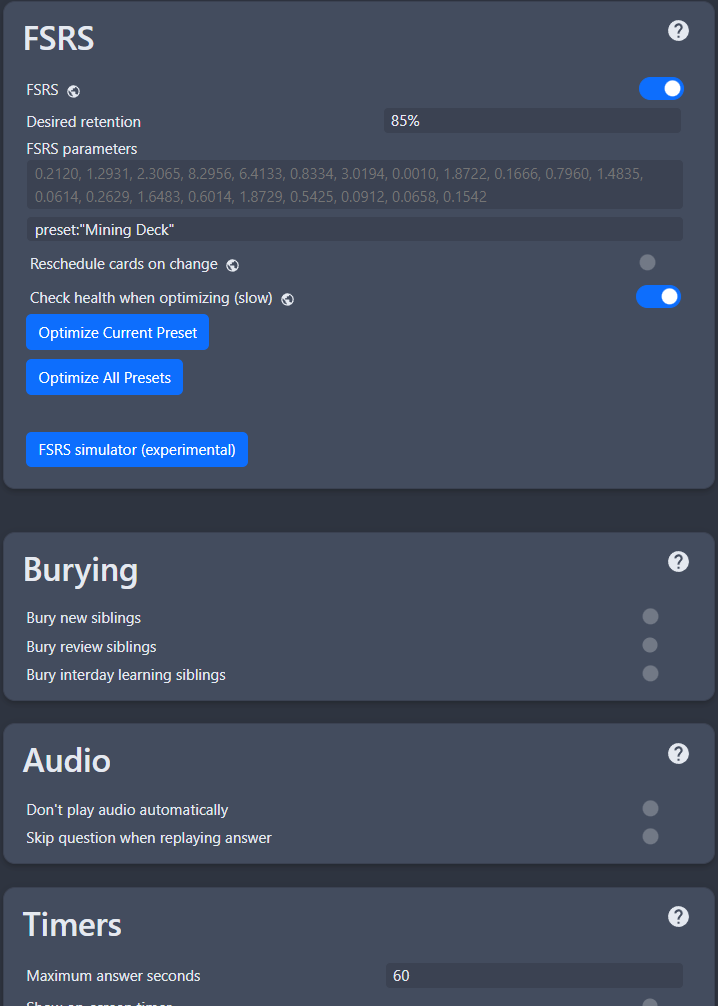 FSRS
FSRS
Desired retention 85%
FSRS parameters
0.2120, 1.2931, 2.3065, 8.2956, 6.4133, 0.8334, 3.0194, 0.0010, 1.8722, 0.1666, 0.7960, 1.4835,
0.0614, 0.2629, 1.6483, 0.6014, 1.8729, 0.5425, 0.0912, 0.0658, 0.1542
preset:"Mining Deck"
Reschedule cards on change
Check health when optimizing (slow)
Optimize Current Preset
Optimize All Presets
FSRS simulator (experimental)
Burying
Bury new siblings
Bury review siblings
Bury interday learning siblings
Audio
Don't play audio automatically
Skip question when replaying answer
Timers
Maximum answer seconds 60
Show on-screen timer